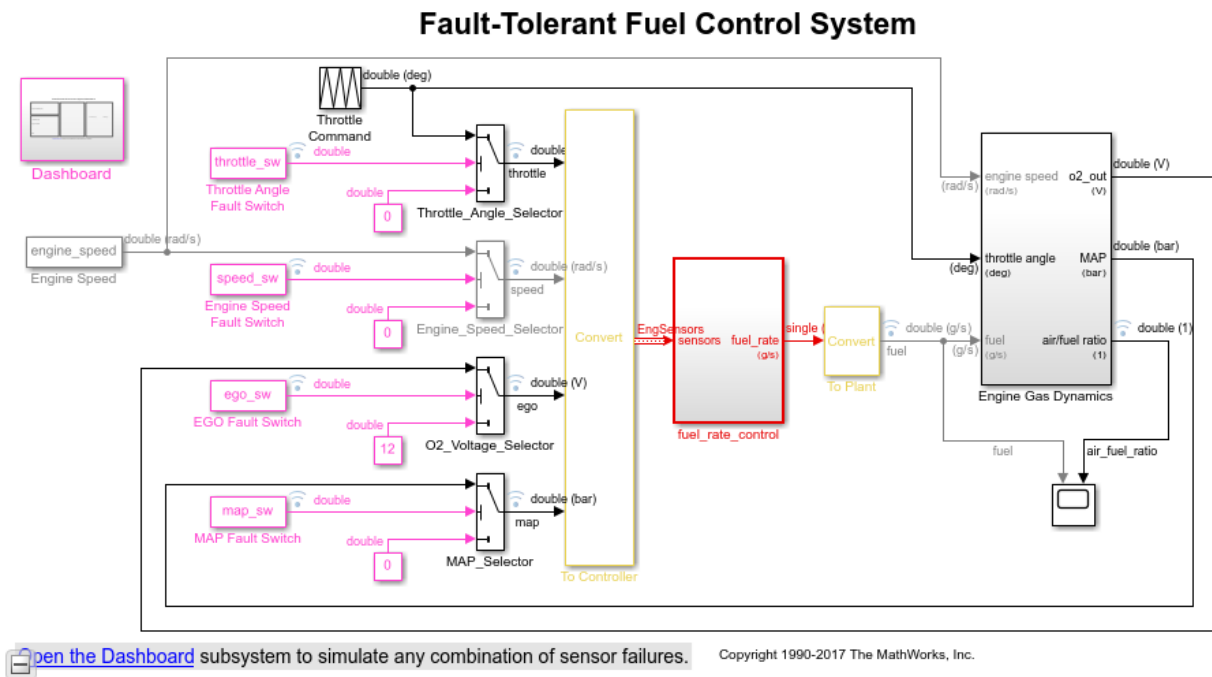 Fault-Tolerant Fuel Control System
double (deg)
Throttle
Command
Dashboard
throttle_sw
double
Throttle Angle
Fault Switch
double
0
double
throttle
Throttle_Angle_Selector
engine_speed
double (rad/s)
Engine Speed
speed_sw
double
Engine Speed
Fault Switch
double
0
double (rad/s)
speed
Engine_Speed_Selector
ego_sw
double
EGO Fault Switch
double
12
double (V)
ego
O2_Voltage_Selector
map_sw
double
MAP Fault Switch
double
0
double (bar)
map
MAP_Selector
Convert
To Controller
EngSensors
sensors
fuel_rate
(g/s)
fuel_rate_control
single (
Convert
To Plant
double (g/s)
fuel
(g/s)
(rad/s)
engine speed
(rad/s)
o2_out
(V)
double (V)
(deg)
throttle angle
(deg)
MAP
(bar)
double (bar)
fuel
(g/s)
air/fuel ratio
(1)
double (1)
Engine Gas Dynamics
fuel
air_fuel_ratio
Open the Dashboard subsystem to simulate any combination of sensor failures.
Copyright 1990-2017 The MathWorks, Inc.